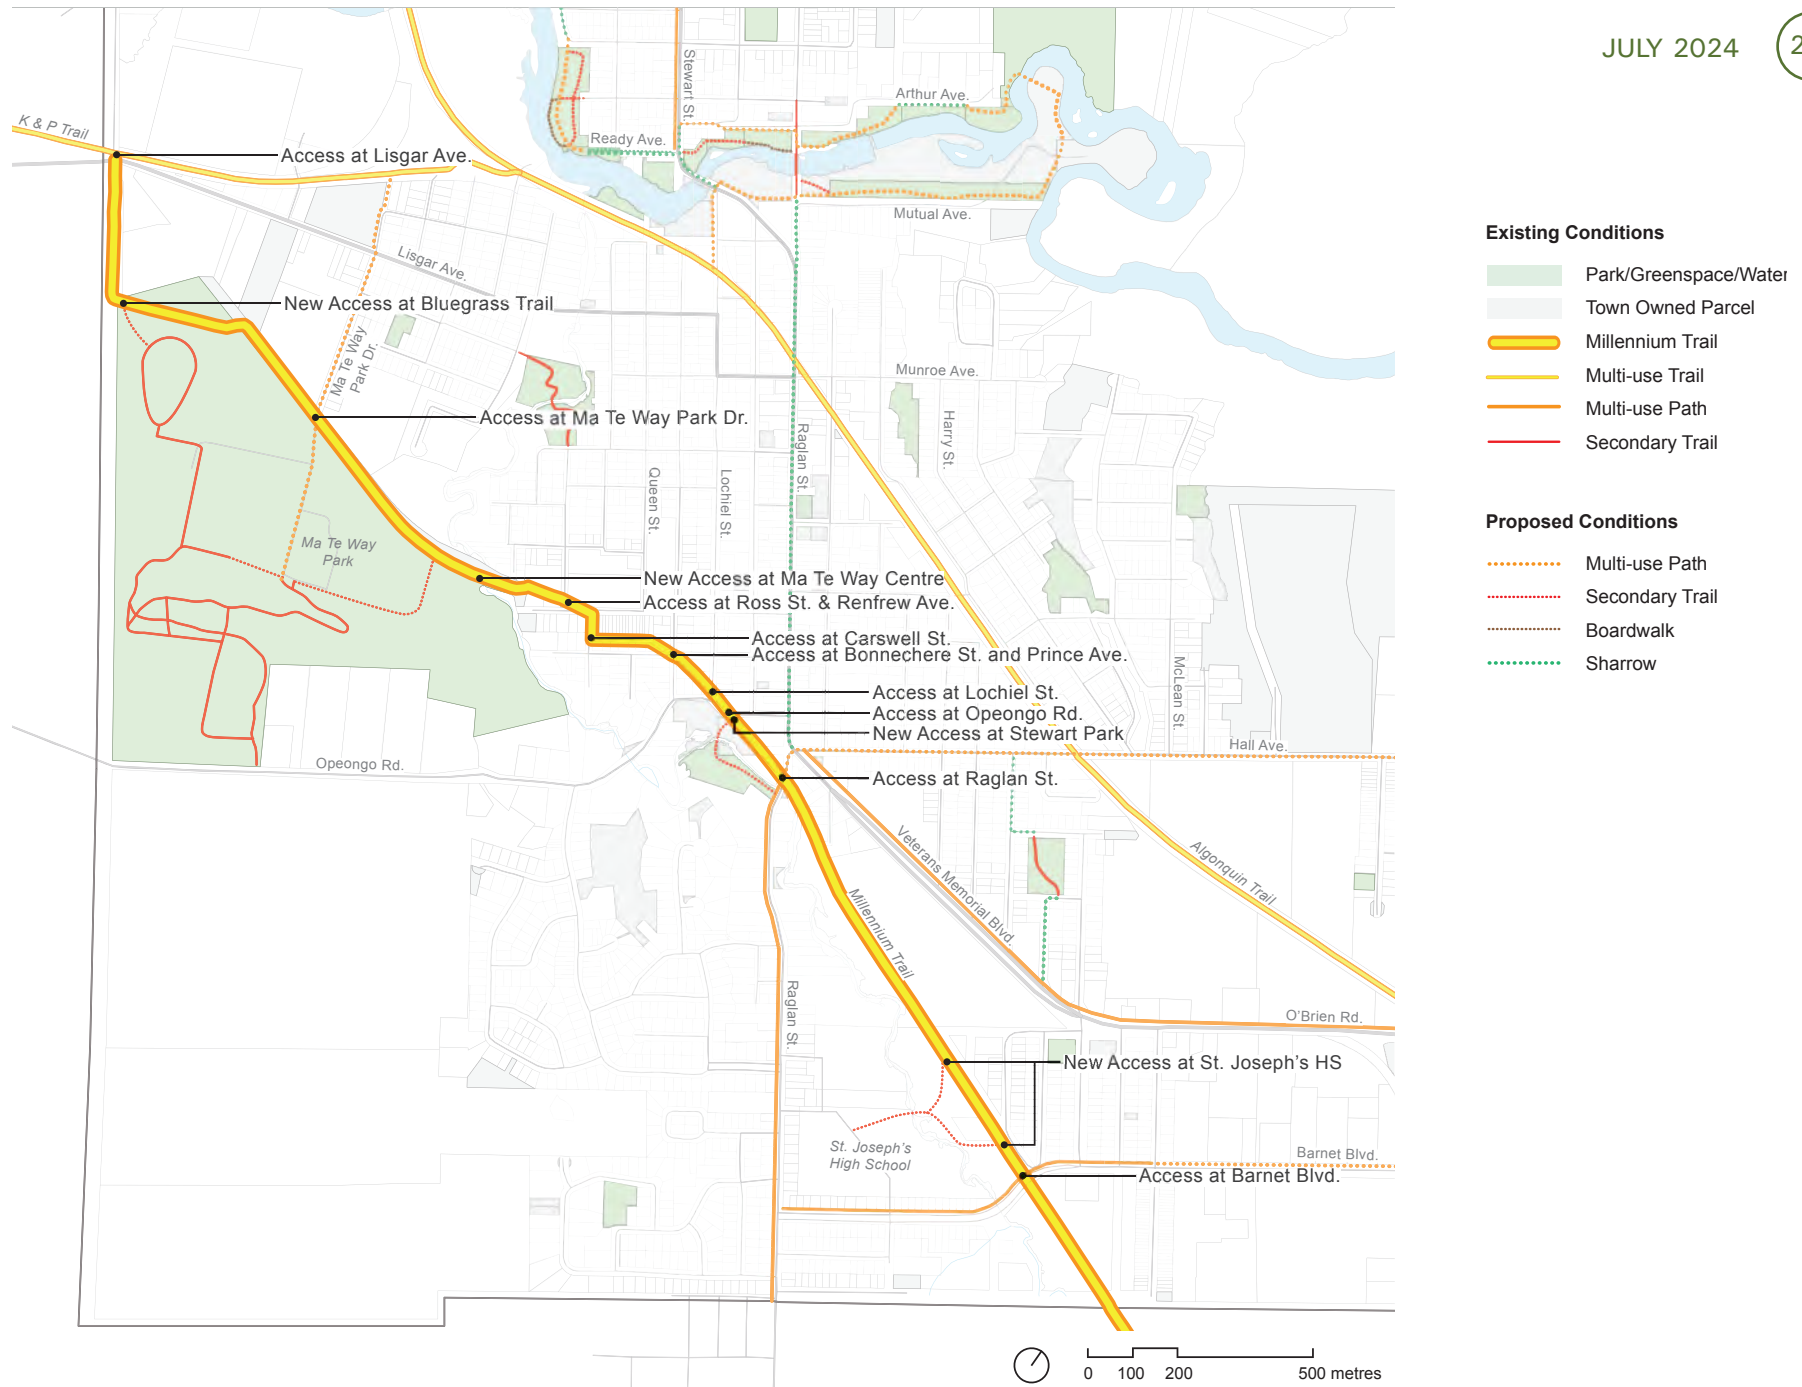 JULY 2024
2
Stewart St.
Arthur Ave.
K & P Trail
Ready Ave.
Access at Lisgar Ave.
Mutual Ave.
Lisgar Ave.
New Access at Bluegrass Trail
Ma Te Way
Park Dr.
Munroe Ave.
Access at Ma Te Way Park Dr.
Harry St.
Raglan St.
Queen St.
Lochiel St.
Ma Te Way
Park
New Access at Ma Te Way Centre
Access at Ross St. & Renfrew Ave.
Access at Carswell St.
Access at Bonnechere St. and Prince Ave.
McLean St.
Access at Lochiel St.
Access at Opeongo Rd.
New Access at Stewart Park
Hall Ave.
Opeongo Rd.
Access at Raglan St.
Veterans Memorial Blvd.
Algonquin Trail
Millennium Trail
Raglan St.
O'Brien Rd.
New Access at St. Joseph's HS
St. Joseph's
High School
Barnet Blvd.
Access at Barnet Blvd.
0 100 200 500 metres
Existing Conditions
Park/Greenspace/Water
Town Owned Parcel
Millennium Trail
Multi-use Trail
Multi-use Path
Secondary Trail
Proposed Conditions
Multi-use Path
Secondary Trail
Boardwalk
Sharrow